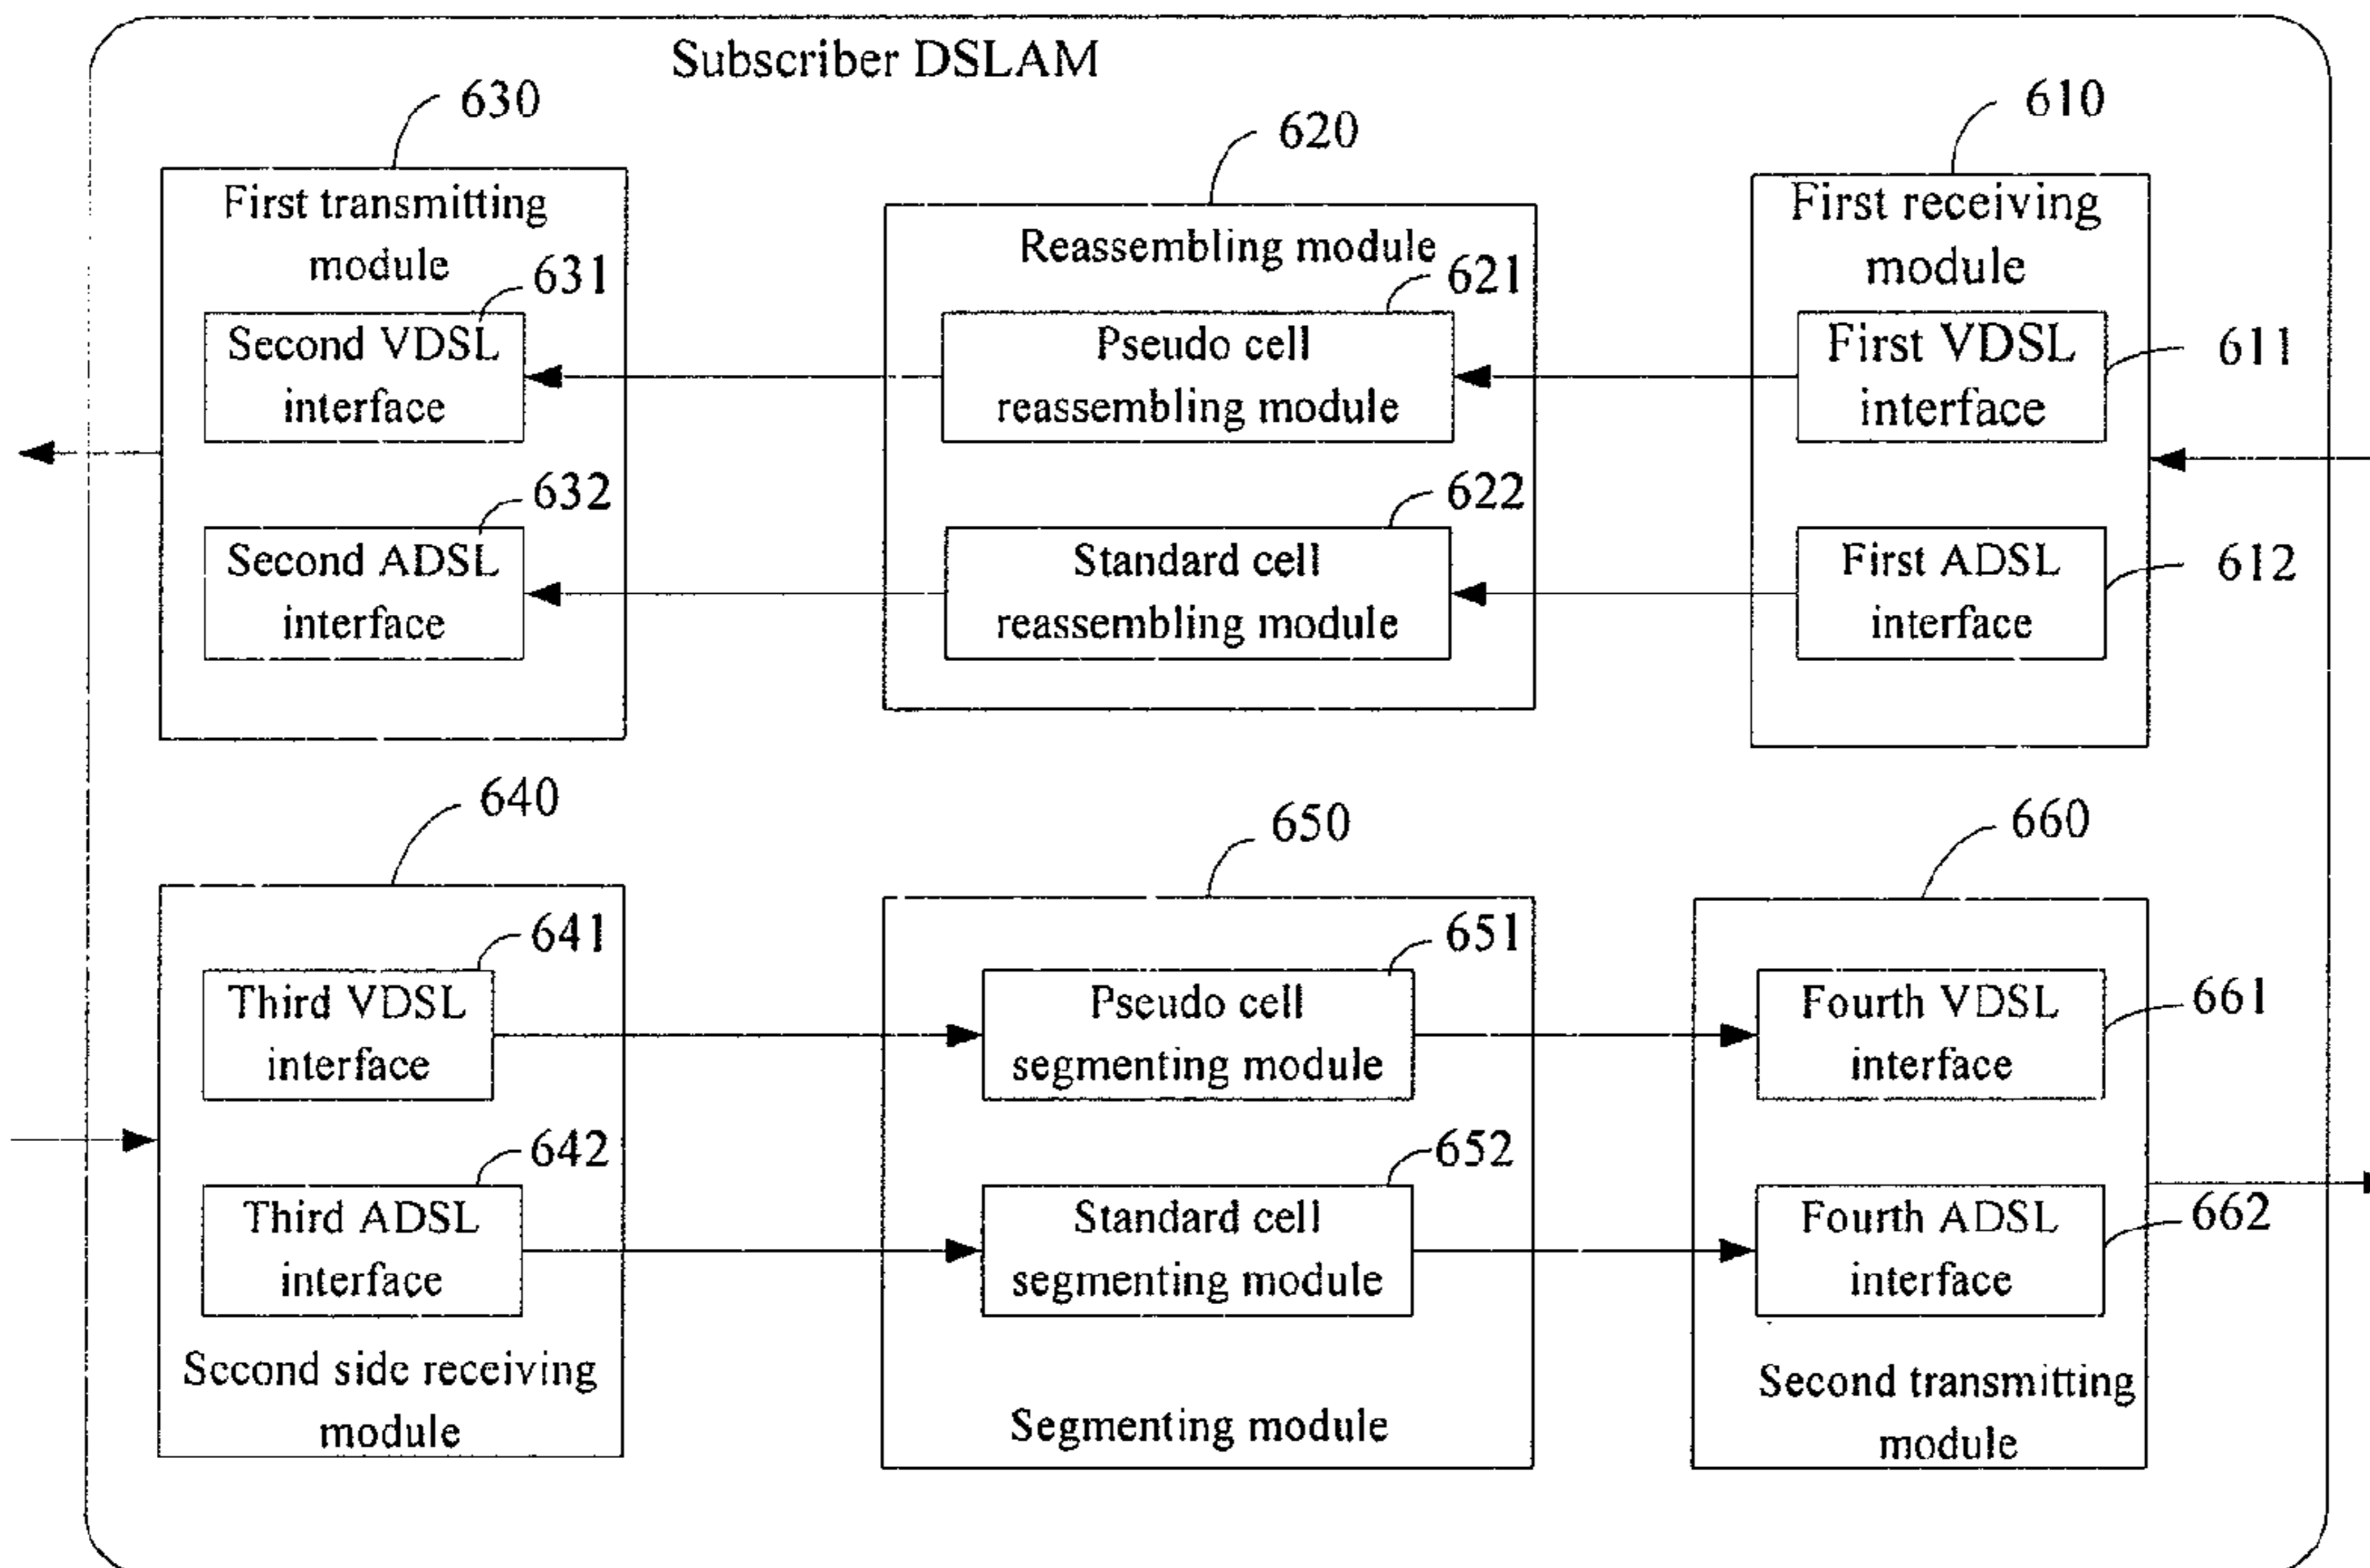 Subscriber DSLAM
630
620
610
First transmitting
module
631
Second VDSL
interface
632
Second ADSL
interface
Reassembling module
621
Pseudo cell
reassembling module
622
Standard cell
reassembling module
First receiving
module
First VDSL
interface
611
First ADSL
interface
612
640
650
660
641
Third VDSL
interface
642
Third ADSL
interface
Second side receiving
module
651
Pseudo cell
segmenting module
652
Standard cell
segmenting module
Segmenting module
Fourth VDSL
interface
661
Fourth ADSL
interface
662
Second transmitting
module